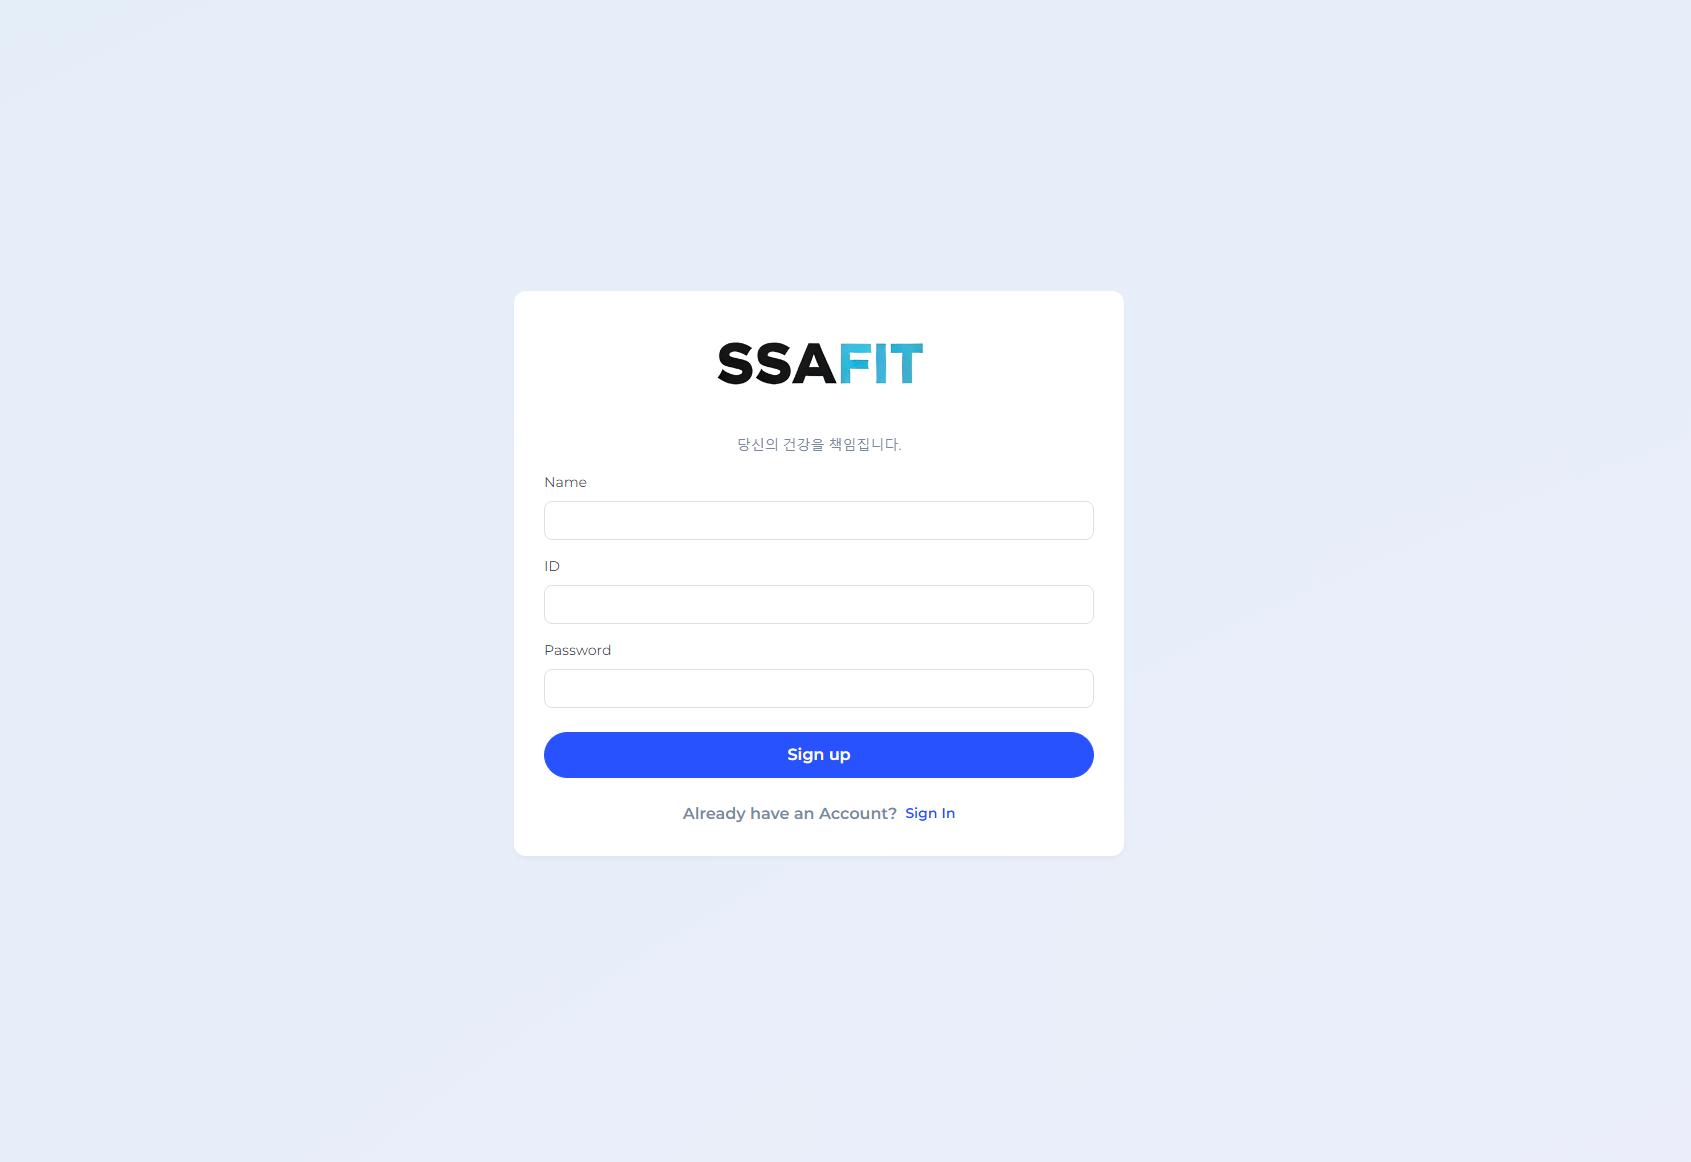 SSAFIT
당신의 건강을 책임집니다.
Name
ID
Password
Sign up
Already have an Account? Sign In